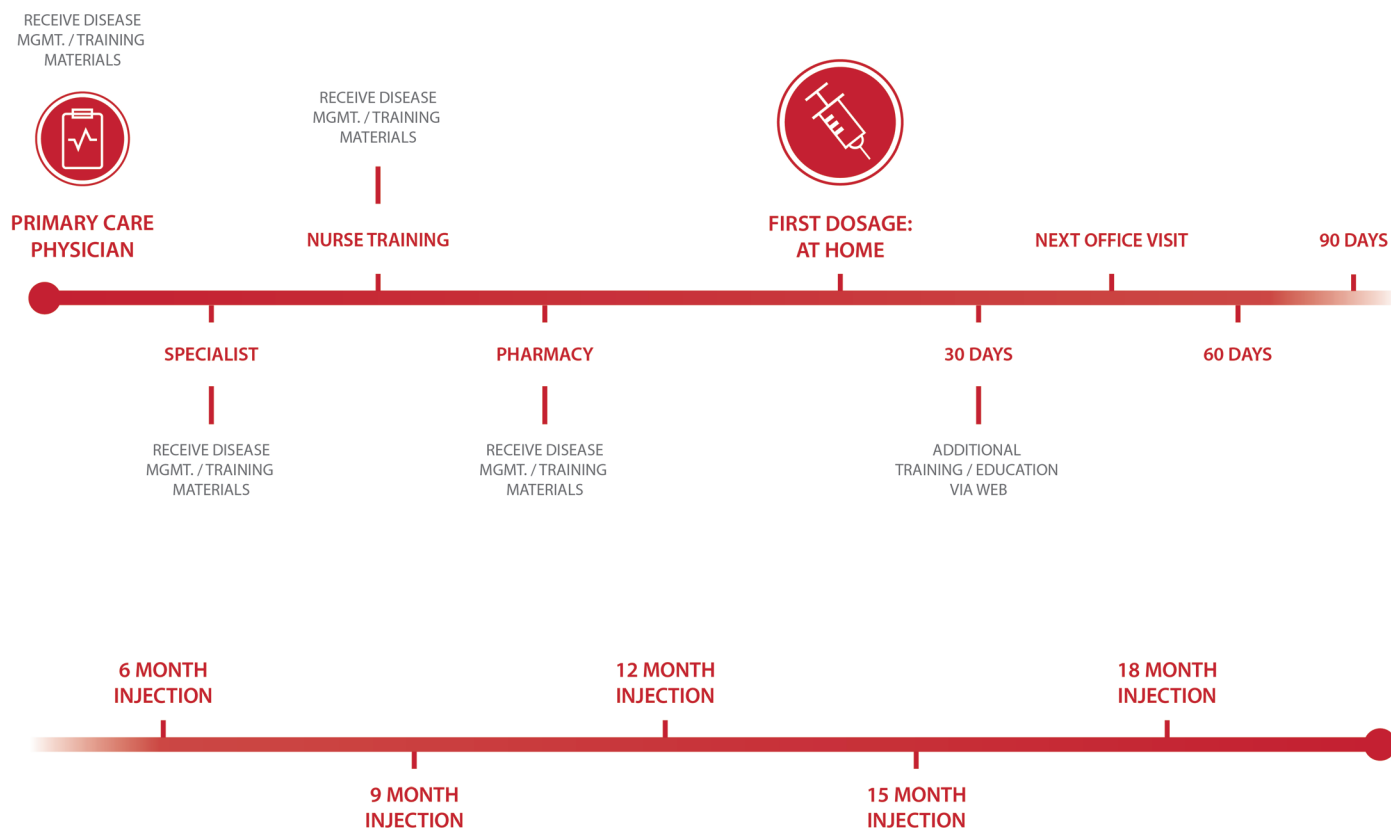 RECEIVE DISEASE
MGMT. / TRAINING
MATERIALS
PRIMARY CARE
PHYSICIAN
RECEIVE DISEASE
MGMT. / TRAINING
MATERIALS
NURSE TRAINING
FIRST DOSAGE:
AT HOME
NEXT OFFICE VISIT
90 DAYS
SPECIALIST
RECEIVE DISEASE
MGMT. / TRAINING
MATERIALS
PHARMACY
RECEIVE DISEASE
MGMT. / TRAINING
MATERIALS
30 DAYS
ADDITIONAL
TRAINING / EDUCATION
VIA WEB
60 DAYS
6 MONTH
INJECTION
12 MONTH
INJECTION
18 MONTH
INJECTION
9 MONTH
INJECTION
15 MONTH
INJECTION